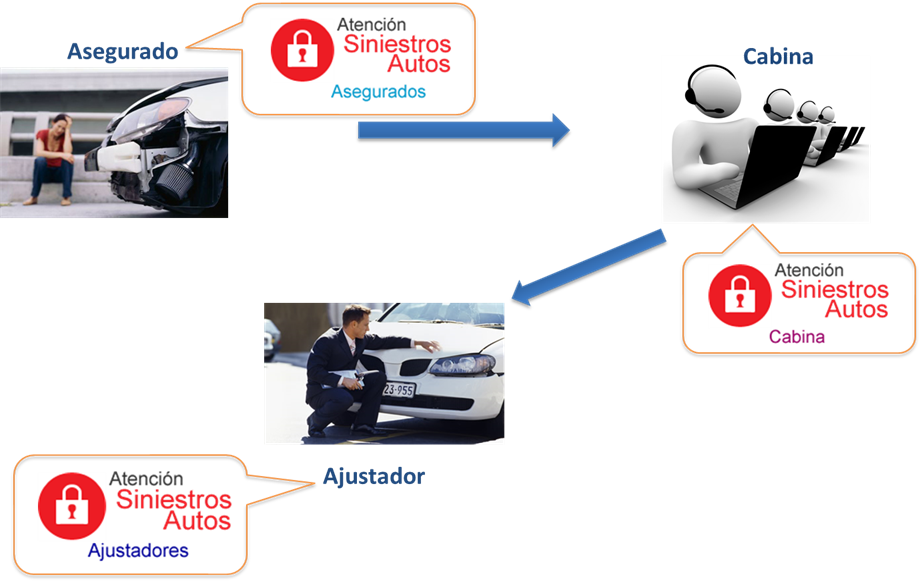 Asegurado
Atención
Siniestros
Autos
Asegurados
Cabina
Atención
Siniestros
Autos
Cabina
23-955
Ajustador
Atención
Siniestros
Autos
Ajustadores